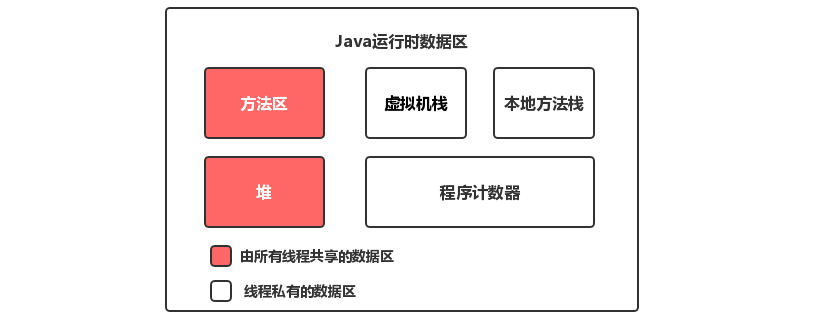 Java运行时数据区
方法区
虚拟机栈
本地方法栈
堆
程序计数器
由所有线程共享的数据区
线程私有的数据区